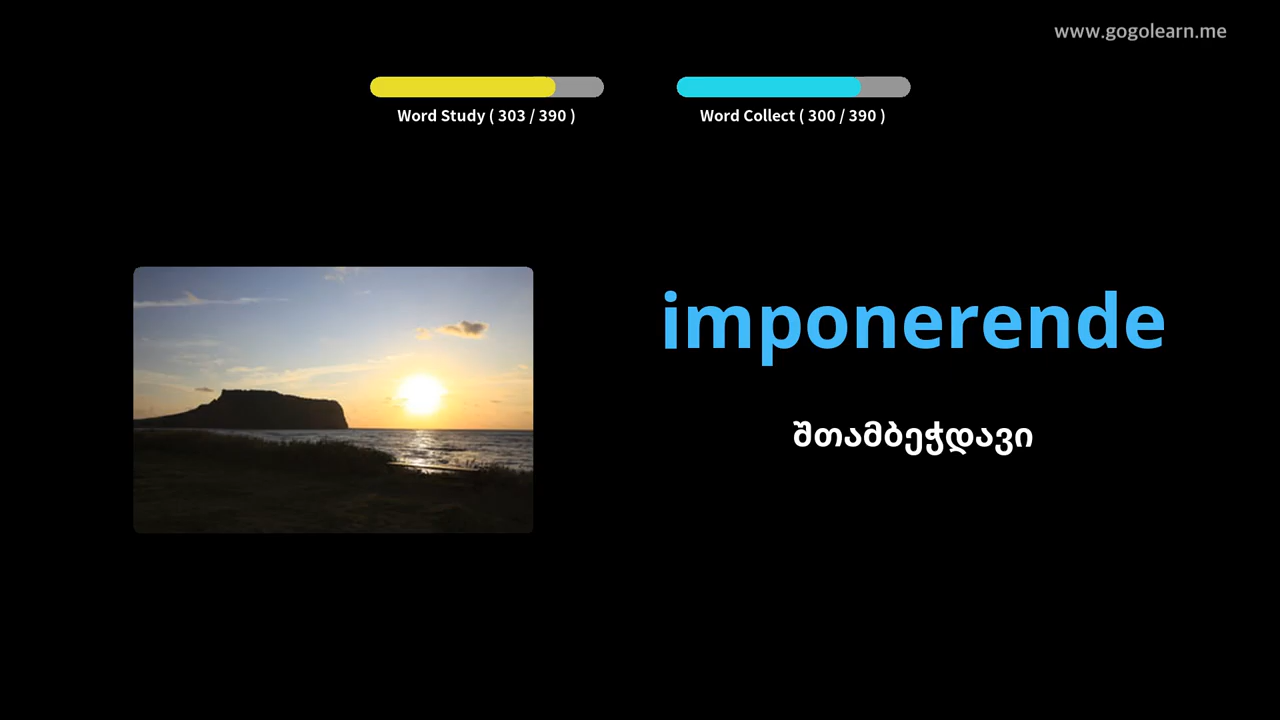 www.gogolearn.me
Word Study ( 303 / 390 )
Word Collect ( 300 / 390 )
imponerende
შთამბეჭდავი